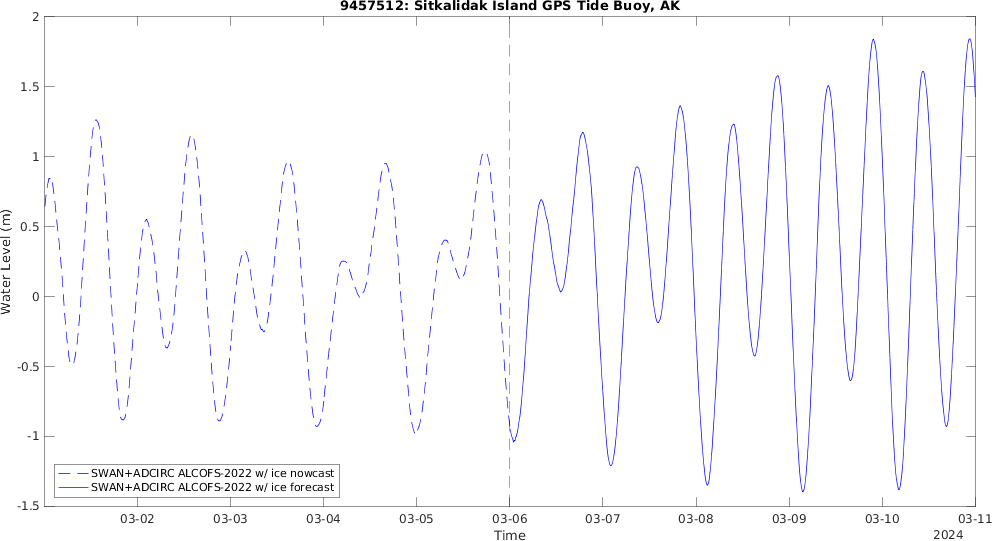 9457512: Sitkalidak Island GPS Tide Buoy, AK
2
1.5
1
0.5
0
-0.5
-1
-1.5
Water Level (m)
SWAN+ADCIRC ALCOFS-2022 w/ ice nowcast
SWAN+ADCIRC ALCOFS-2022 w/ ice forecast
03-02 03-03 03-04 03-05 03-06 03-07 03-08 03-09 03-10 03-11
Time
2024